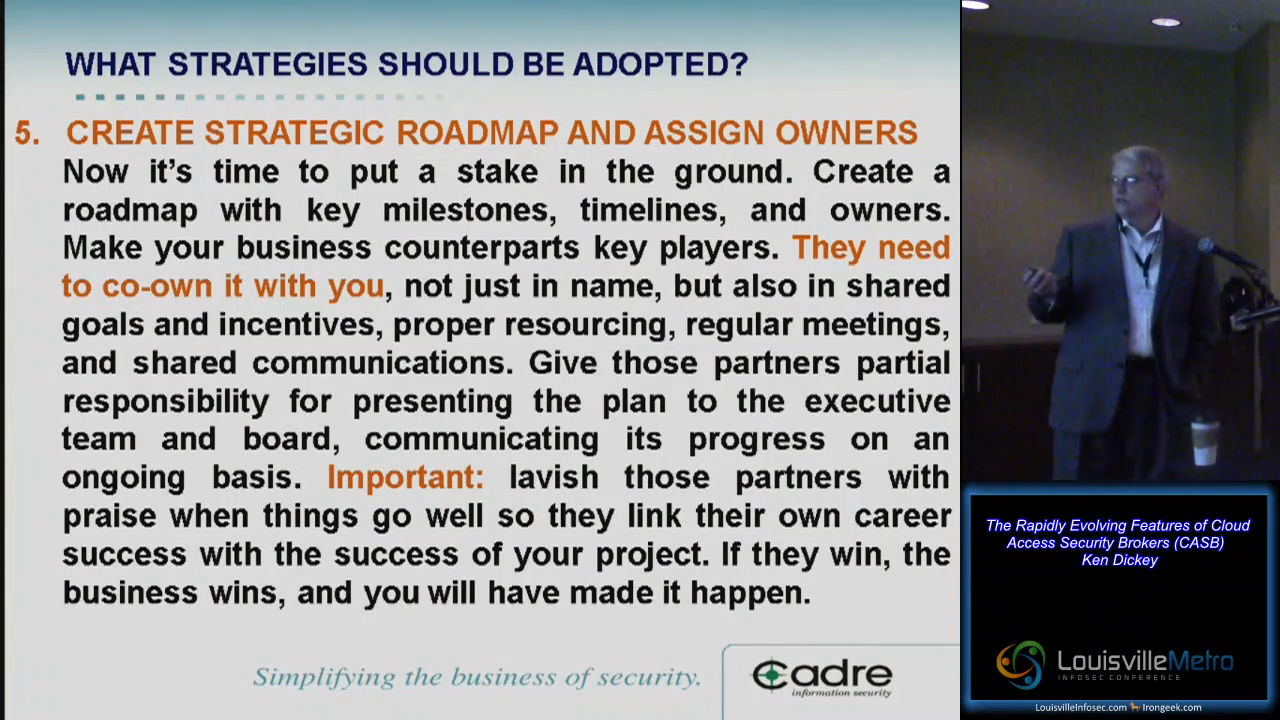 WHAT STRATEGIES SHOULD BE ADOPTED?
5. CREATE STRATEGIC ROADMAP AND ASSIGN OWNERS
Now it's time to put a stake in the ground. Create a
roadmap with key milestones, timelines, and owners.
Make your business counterparts key players. They need
to co-own it with you, not just in name, but also in shared
goals and incentives, proper resourcing, regular meetings,
and shared communications. Give those partners partial
responsibility for presenting the plan to the executive
team and board, communicating its progress on an
ongoing basis. Important: lavish those partners with
praise when things go well so they link their own career
success with the success of your project. If they win, the
business wins, and you will have made it happen.
Simplifying the business of security.
Cadre
information security
The Rapidly Evolving Features of Cloud
Access Security Brokers (CASB)
Ken Dickey
LouisvilleMetro
INFOSEC CONFERENCE
LouisvilleInfosec.com Irongeek.com